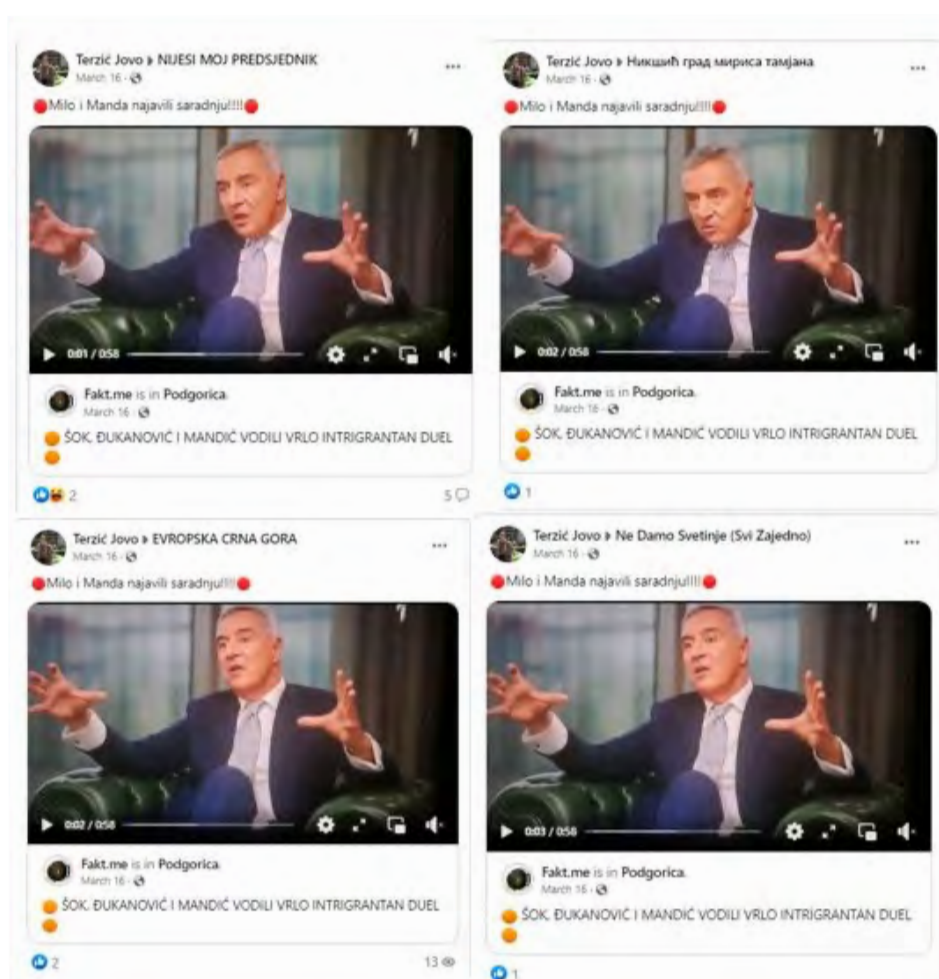 Terzić Jovo ▸ NIJESI MOJ PREDSJEDNIK
March 16
🔴Milo i Manda najavili saradnju!!!!🔴
0:01 / 0:58
Fakt.me is in Podgorica.
March 16
🟠 ŠOK, ĐUKANOVIĆ I MANDIĆ VODILI VRLO INTRIGRANTAN DUEL
🟠
2
5
Terzić Jovo ▸ Никшић град мириса тамјана
March 16
🔴Milo i Manda najavili saradnju!!!!🔴
0:02 / 0:58
Fakt.me is in Podgorica.
March 16
🟠 ŠOK, ĐUKANOVIĆ I MANDIĆ VODILI VRLO INTRIGRANTAN DUEL
🟠
1
Terzić Jovo ▸ EVROPSKA CRNA GORA
March 16
🔴Milo i Manda najavili saradnju!!!!🔴
0:02 / 0:58
Fakt.me is in Podgorica.
March 16
🟠 ŠOK, ĐUKANOVIĆ I MANDIĆ VODILI VRLO INTRIGRANTAN DUEL
🟠
2
13
Terzić Jovo ▸ Ne Damo Svetinje (Svi Zajedno)
March 16
🔴Milo i Manda najavili saradnju!!!!🔴
0:03 / 0:58
Fakt.me is in Podgorica.
March 16
🟠 ŠOK, ĐUKANOVIĆ I MANDIĆ VODILI VRLO INTRIGRANTAN DUEL
🟠
1